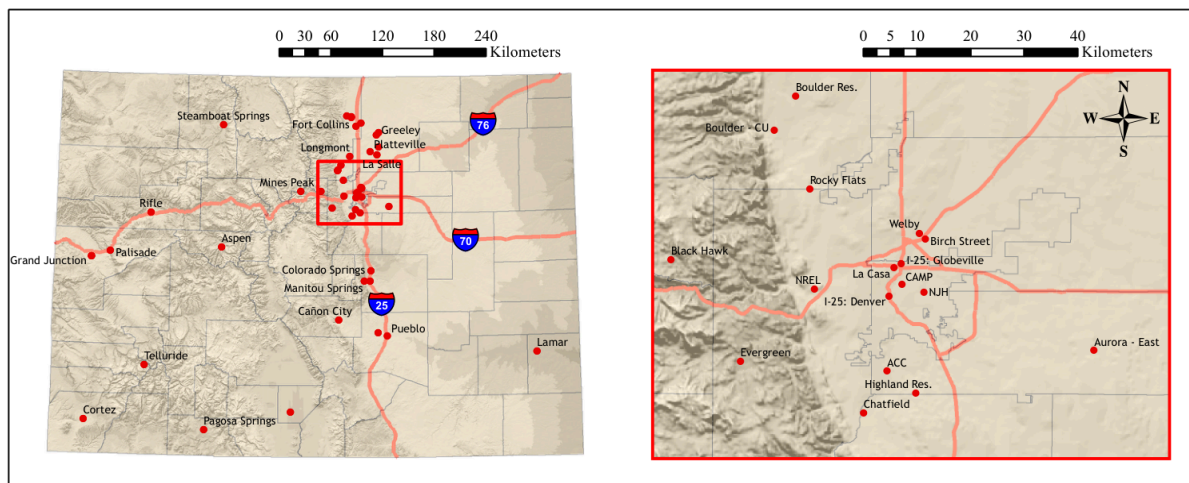 0 30 60 120 180 240
Kilometers
Steamboat Springs
Fort Collins
Greeley
76
Longmont
Platteville
La Salle
Mines Peak
Rifle
70
Aspen
Palisade
Grand Junction
Colorado Springs
Manitou Springs
25
Cañon City
Pueblo
Lamar
Telluride
Cortez
Pagosa Springs
0 5 10 20 30 40
Kilometers
Boulder Res.
N
W E
S
Boulder - CU
Rocky Flats
Welby
Birch Street
Black Hawk
I-25: Globeville
La Casa
CAMP
NREL
NJH
I-25: Denver
Aurora - East
Evergreen
ACC
Highland Res.
Chatfield